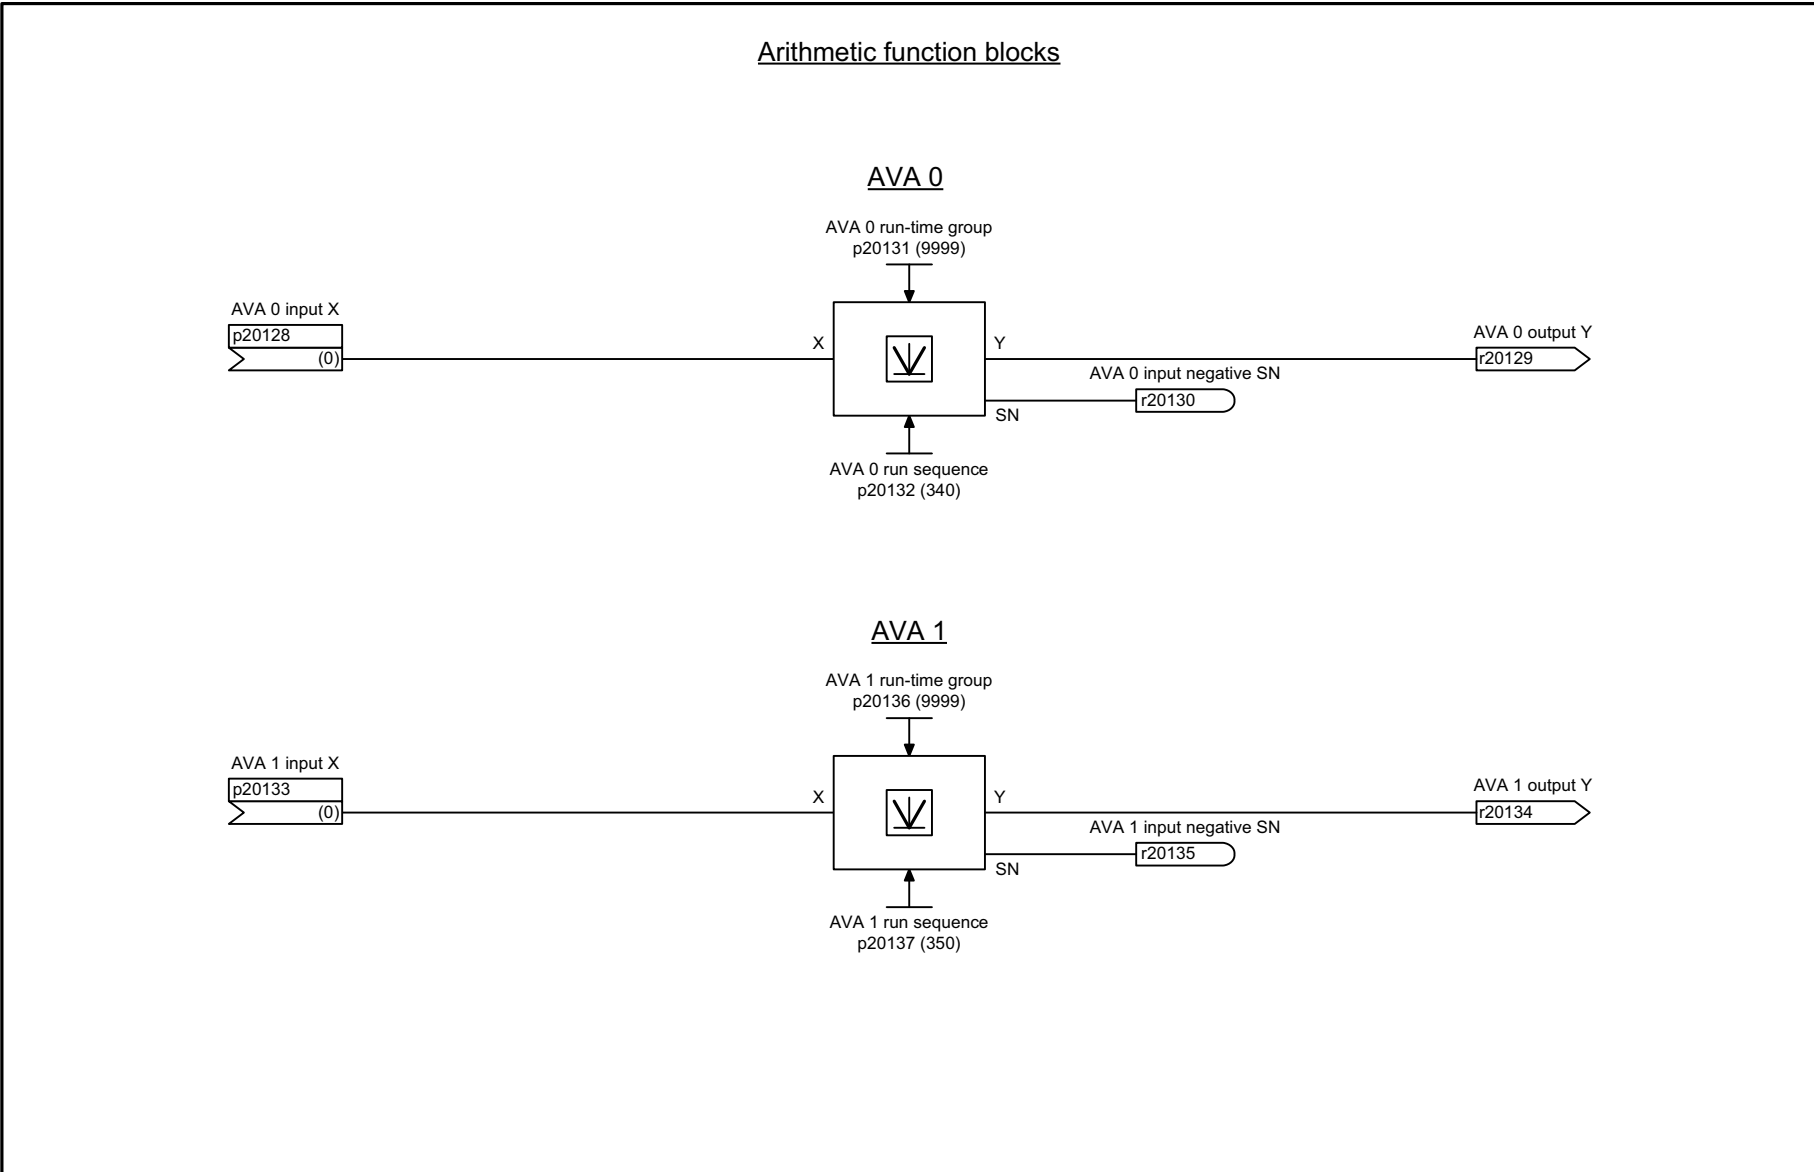 Arithmetic function blocks
AVA 0
AVA 0 run-time group
p20131 (9999)
AVA 0 input X
p20128
(0)
X
Y
AVA 0 output Y
r20129
AVA 0 input negative SN
r20130
SN
AVA 0 run sequence
p20132 (340)
AVA 1
AVA 1 run-time group
p20136 (9999)
AVA 1 input X
p20133
(0)
X
Y
AVA 1 output Y
r20134
AVA 1 input negative SN
r20135
SN
AVA 1 run sequence
p20137 (350)